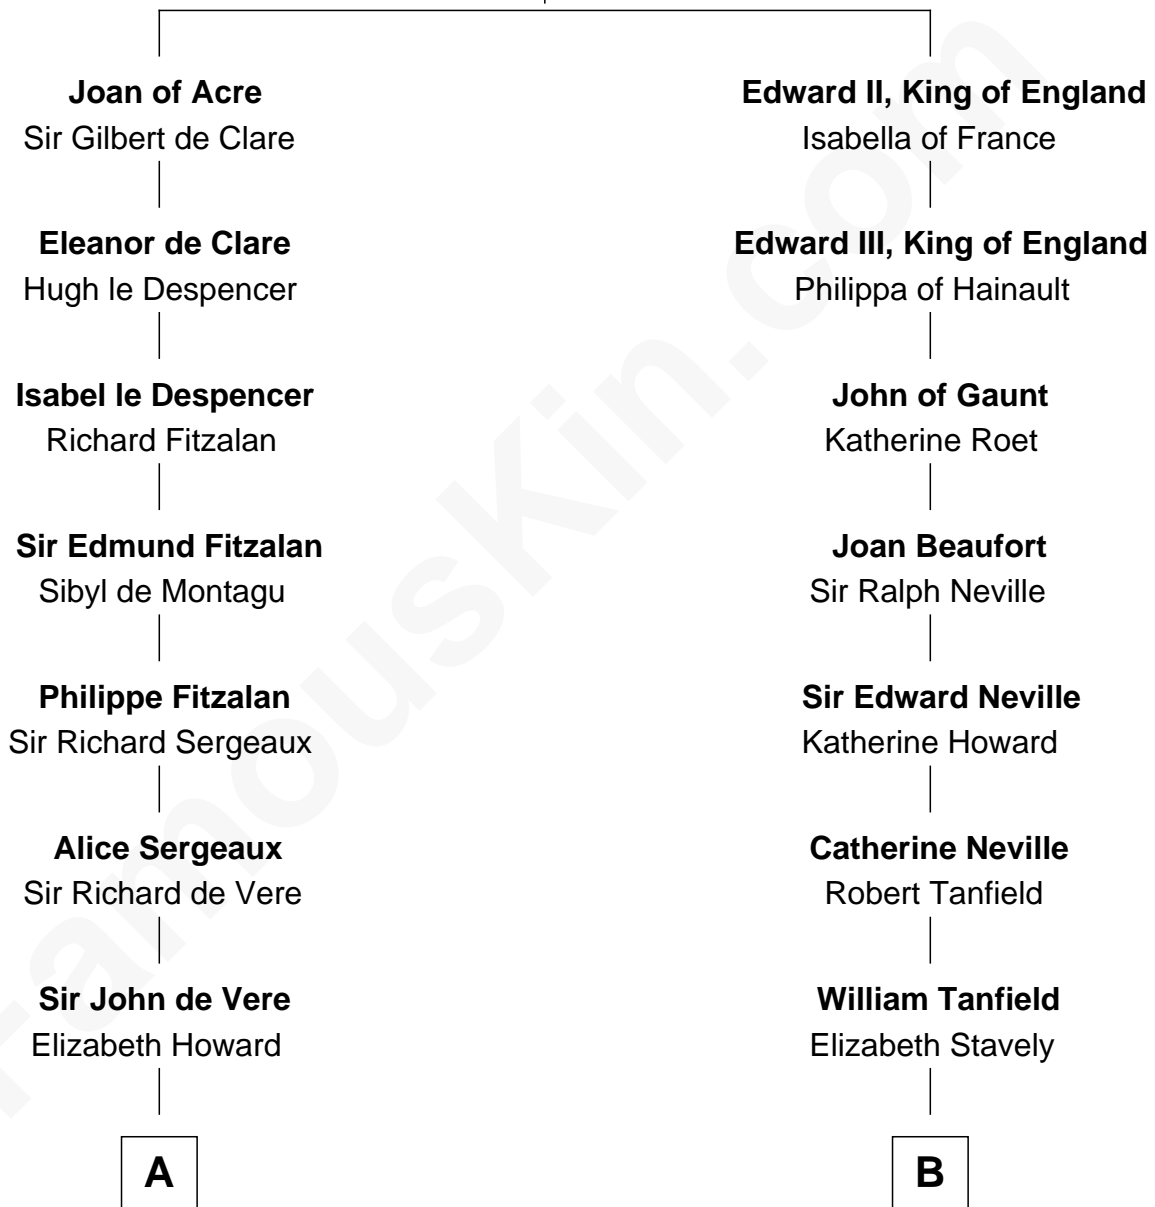 Joan of Acre
Sir Gilbert de Clare
Eleanor de Clare
Hugh le Despencer
Isabel le Despencer
Richard Fitzalan
Sir Edmund Fitzalan
Sibyl de Montagu
Philippe Fitzalan
Sir Richard Sergeaux
Alice Sergeaux
Sir Richard de Vere
Sir John de Vere
Elizabeth Howard
A
Edward II, King of England
Isabella of France
Edward III, King of England
Philippa of Hainault
John of Gaunt
Katherine Roet
Joan Beaufort
Sir Ralph Neville
Sir Edward Neville
Katherine Howard
Catherine Neville
Robert Tanfield
William Tanfield
Elizabeth Stavely
B
FamousKin.com